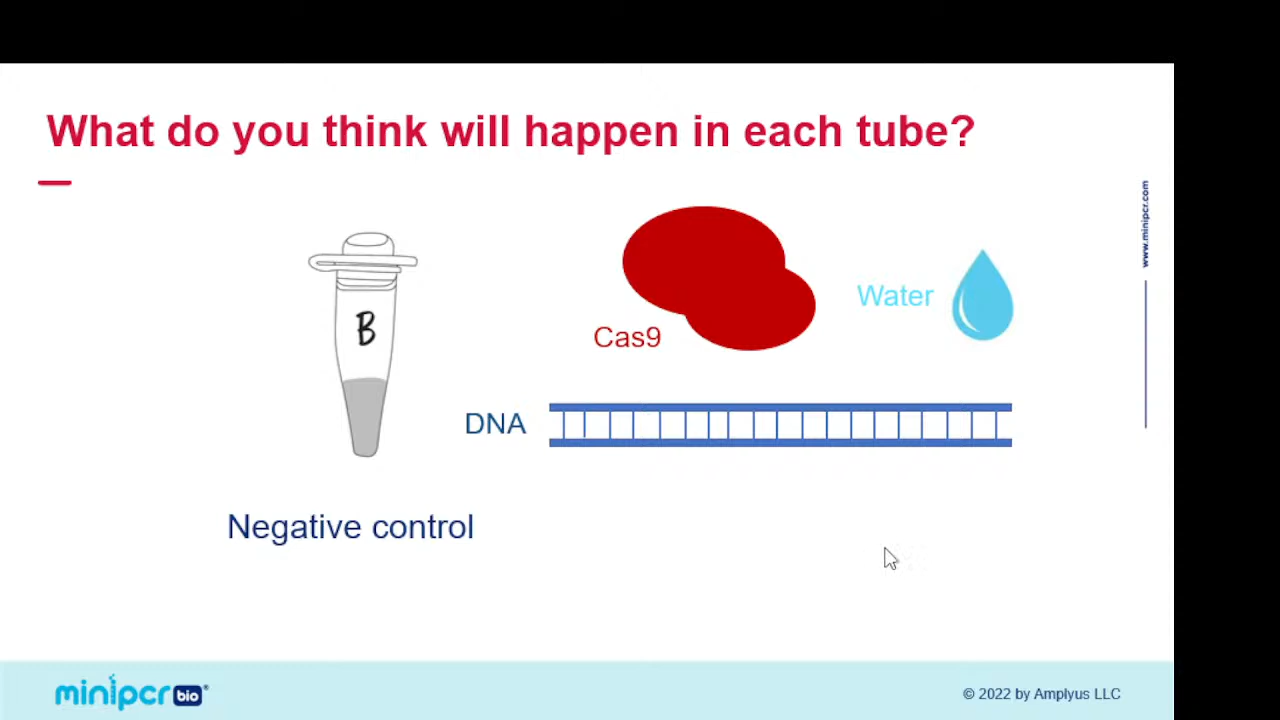 What do you think will happen in each tube?
www.minipcr.com
B
Cas9
Water
DNA
Negative control
minipcr bio®
© 2022 by Amplyus LLC